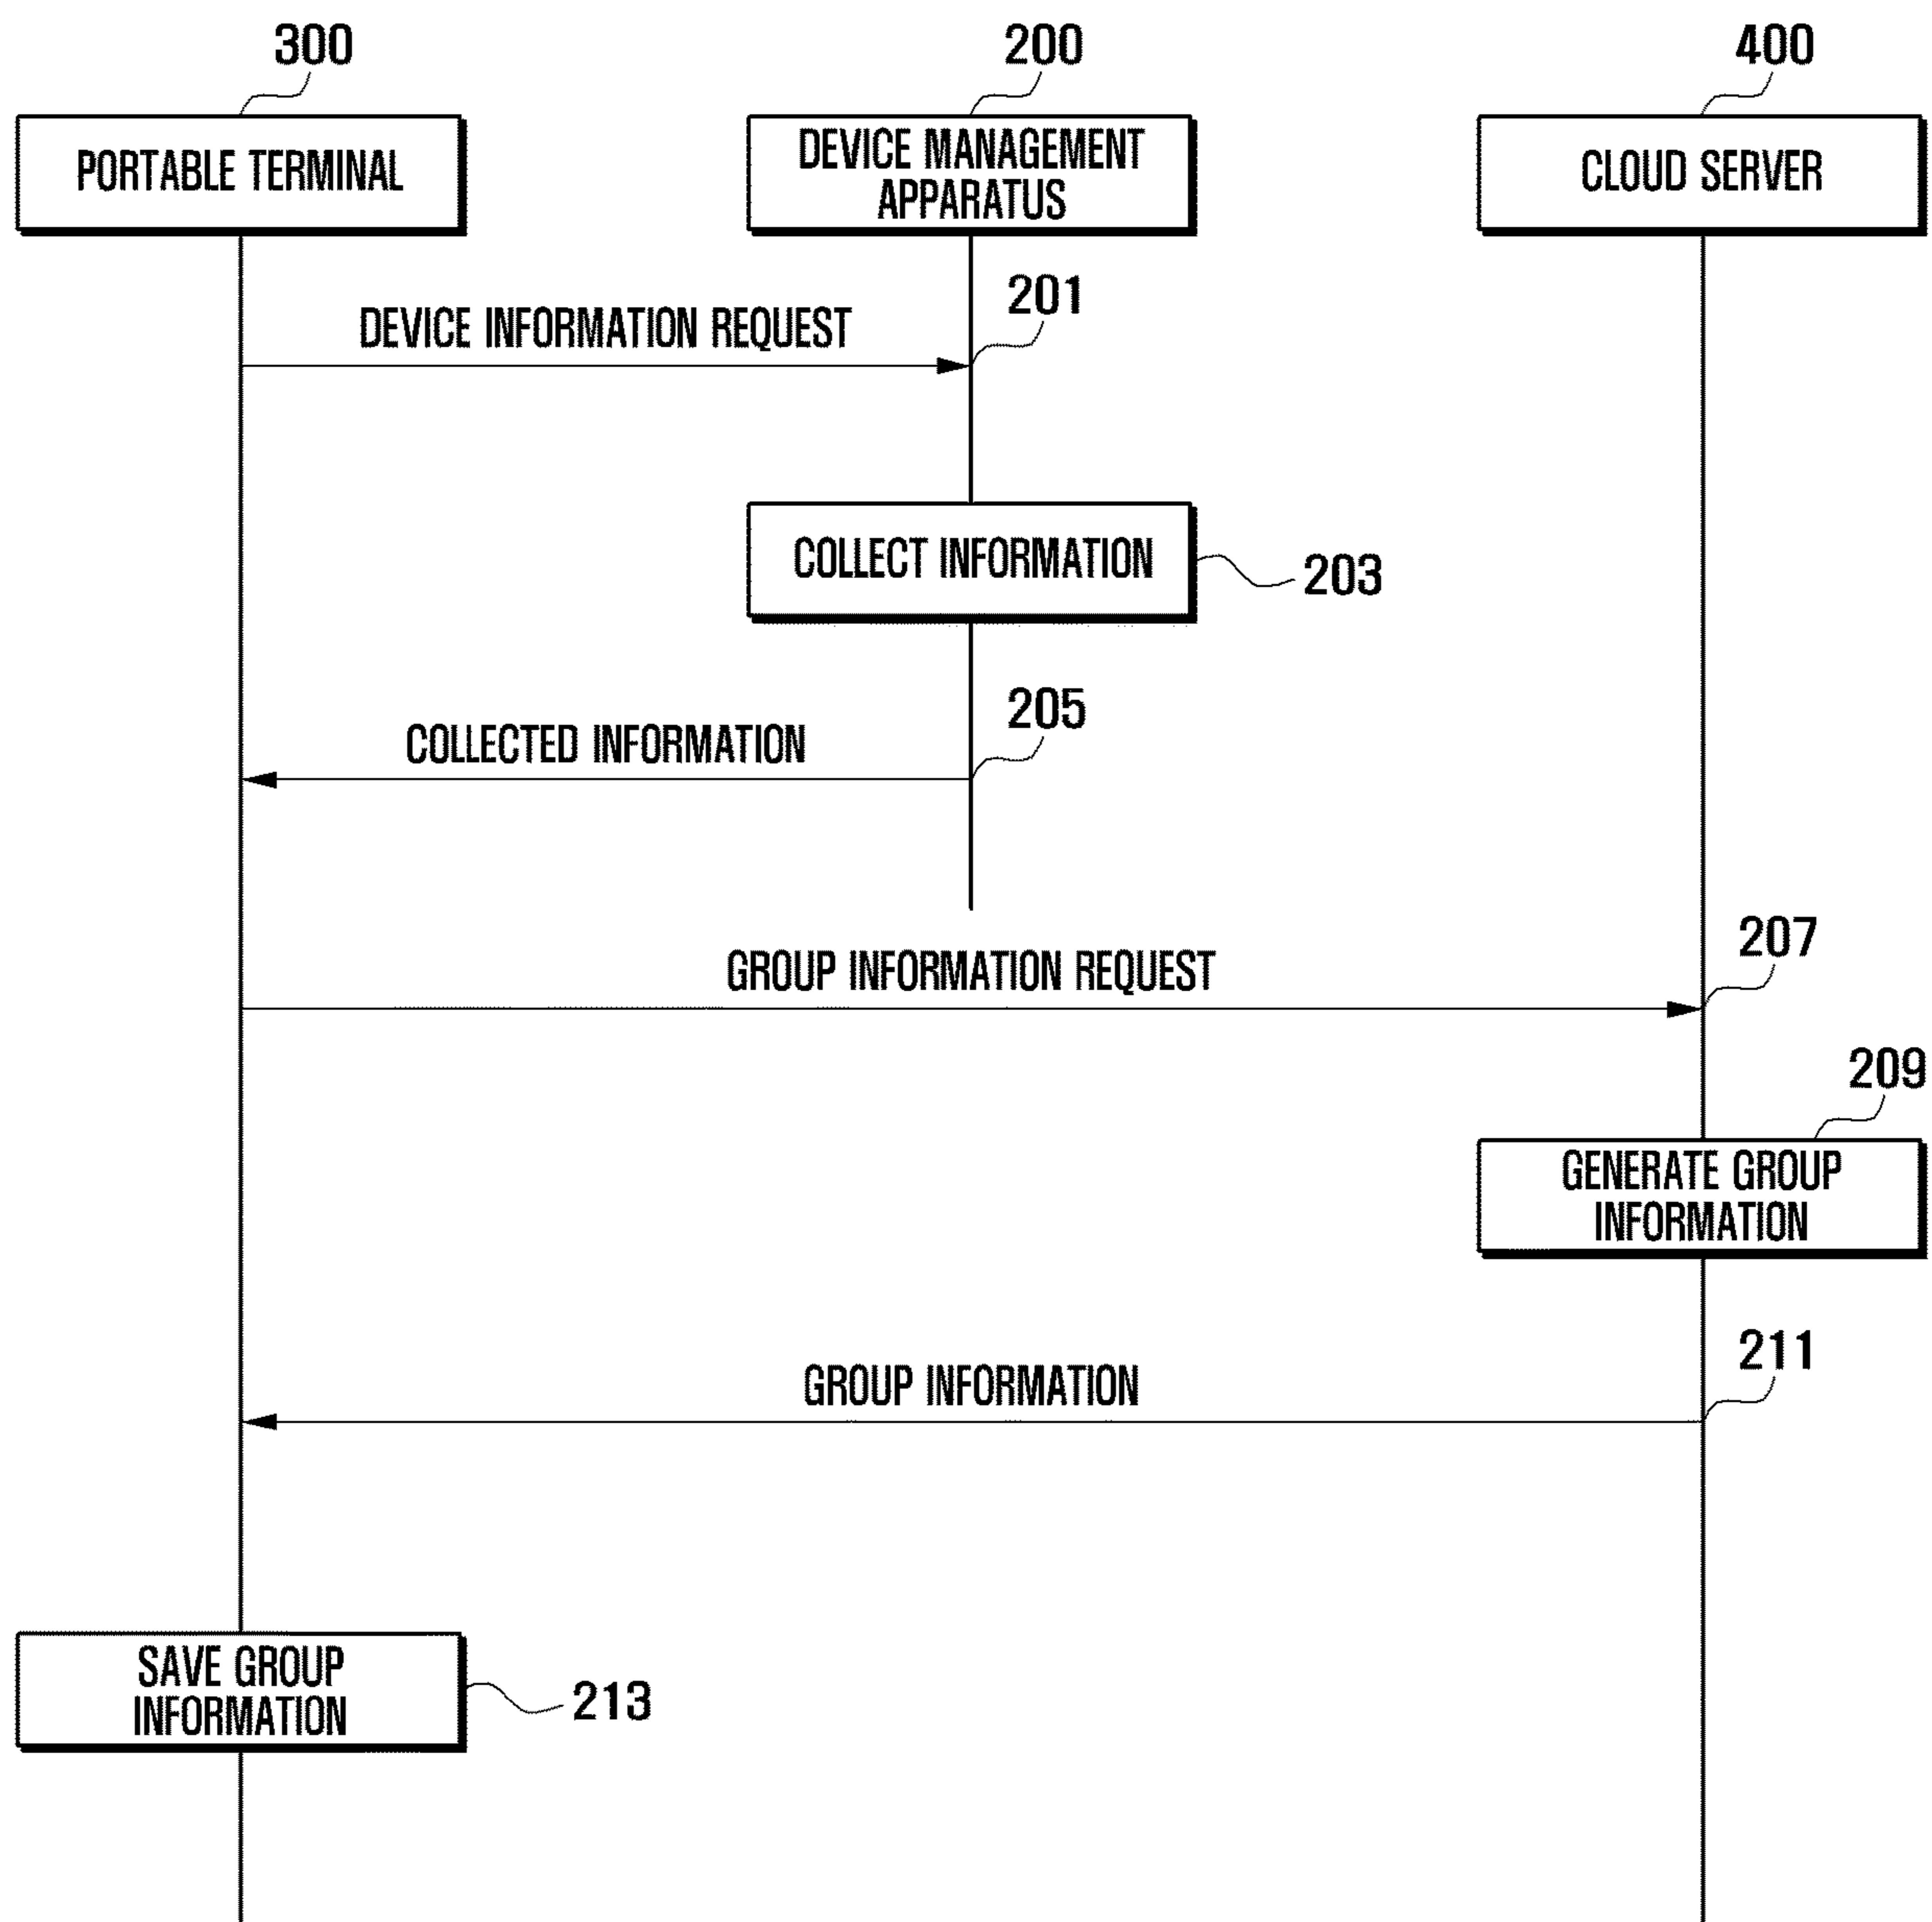 300
200
400
PORTABLE TERMINAL
DEVICE MANAGEMENT
APPARATUS
CLOUD SERVER
201
DEVICE INFORMATION REQUEST
COLLECT INFORMATION
203
205
COLLECTED INFORMATION
207
GROUP INFORMATION REQUEST
209
GENERATE GROUP
INFORMATION
211
GROUP INFORMATION
SAVE GROUP
INFORMATION
213